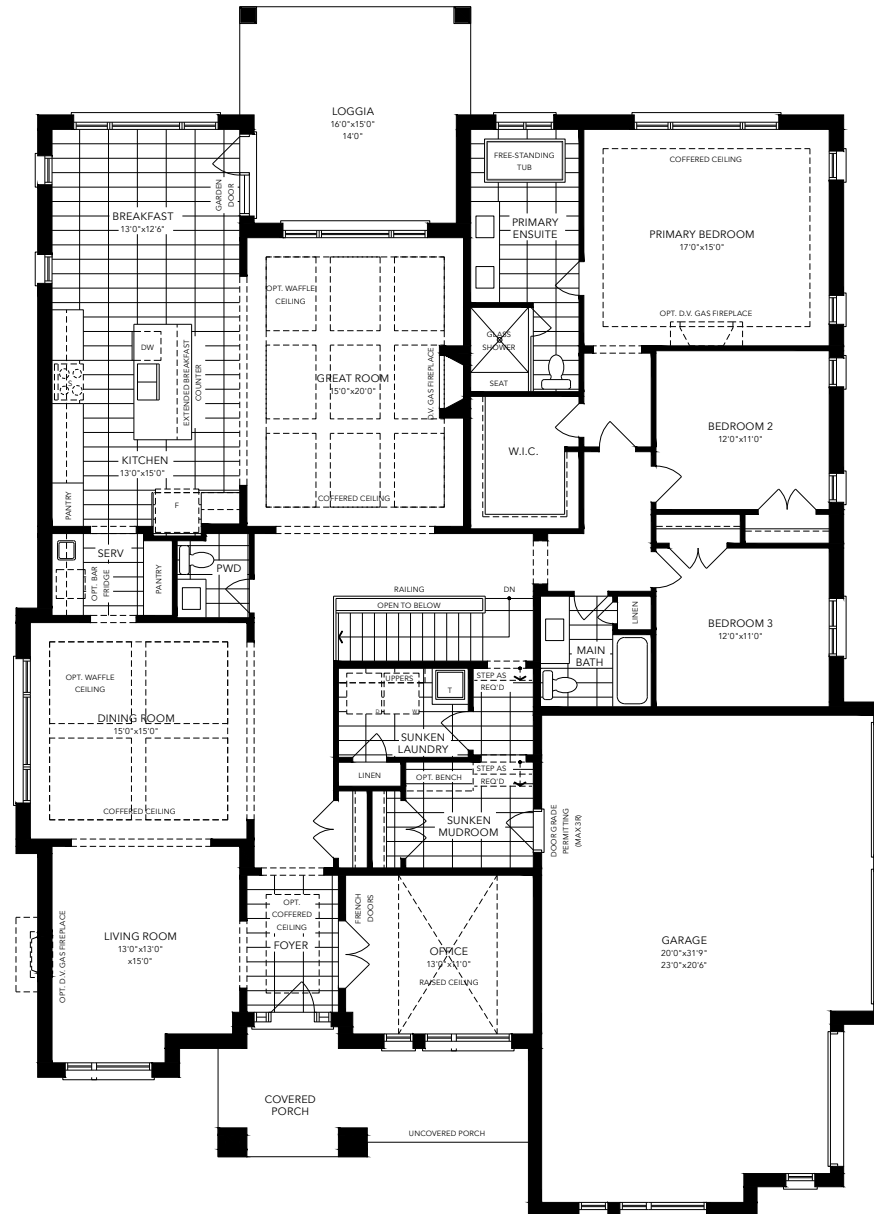 LOGGIA
16'0"x15'0"
14'0"
FREE-STANDING
TUB
COFFERED CEILING
BREAKFAST
13'0"x12'6"
GARDEN
DOOR
PRIMARY
ENSUITE
PRIMARY BEDROOM
17'0"x15'0"
OPT. WAFFLE
CEILING
OPT. D.V. GAS FIREPLACE
GLASS
SHOWER
SEAT
DW
EXTENDED BREAKFAST
COUNTER
GREAT ROOM
15'0"x20'0"
D.V. GAS FIREPLACE
S
BEDROOM 2
12'0"x11'0"
W.I.C.
KITCHEN
13'0"x15'0"
COFFERED CEILING
PANTRY
F
SERV
OPT. BAR
FRIDGE
PANTRY
PWD
RAILING
DN
OPEN TO BELOW
LINEN
BEDROOM 3
12'0"x11'0"
MAIN
BATH
OPT. WAFFLE
CEILING
UPPERS
D
W
T
STEP AS
REQ'D
DINING ROOM
15'0"x15'0"
SUNKEN
LAUNDRY
LINEN
OPT. BENCH
STEP AS
REQ'D
COFFERED CEILING
SUNKEN
MUDROOM
DOOR GRADE
PERMITTING
(MAX3R)
OPT.
COFFERED
CEILING
FOYER
FRENCH
DOORS
LIVING ROOM
13'0"x13'0"
x15'0"
OPT. D.V. GAS FIREPLACE
OFFICE
13'0"x11'0"
RAISED CEILING
GARAGE
20'0"x31'9"
23'0"x20'6"
COVERED
PORCH
UNCOVERED PORCH